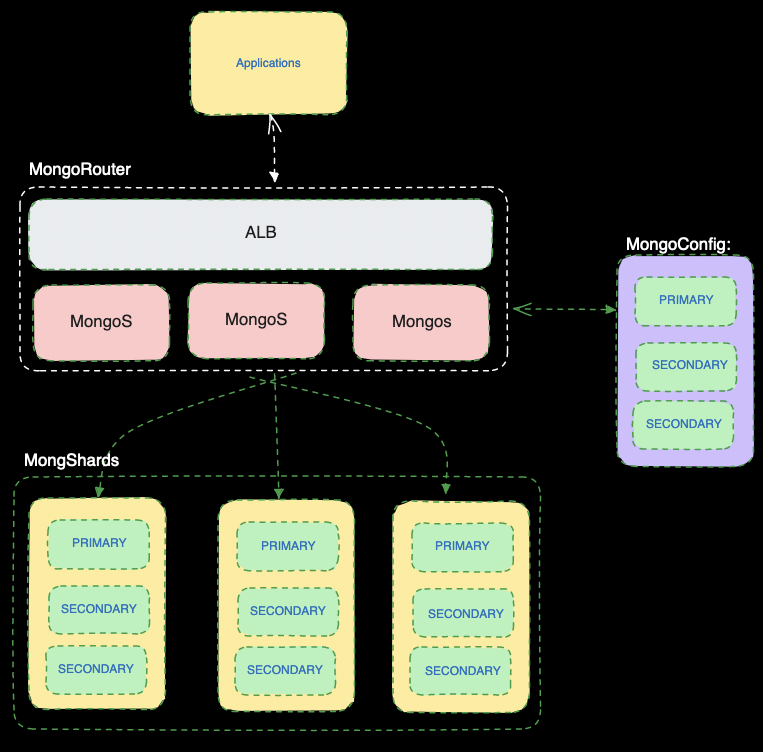 Applications
MongoRouter
ALB
MongoS
MongoS
Mongos
MongoConfig:
PRIMARY
SECONDARY
SECONDARY
MongShards
PRIMARY
SECONDARY
SECONDARY
PRIMARY
SECONDARY
SECONDARY
PRIMARY
SECONDARY
SECONDARY